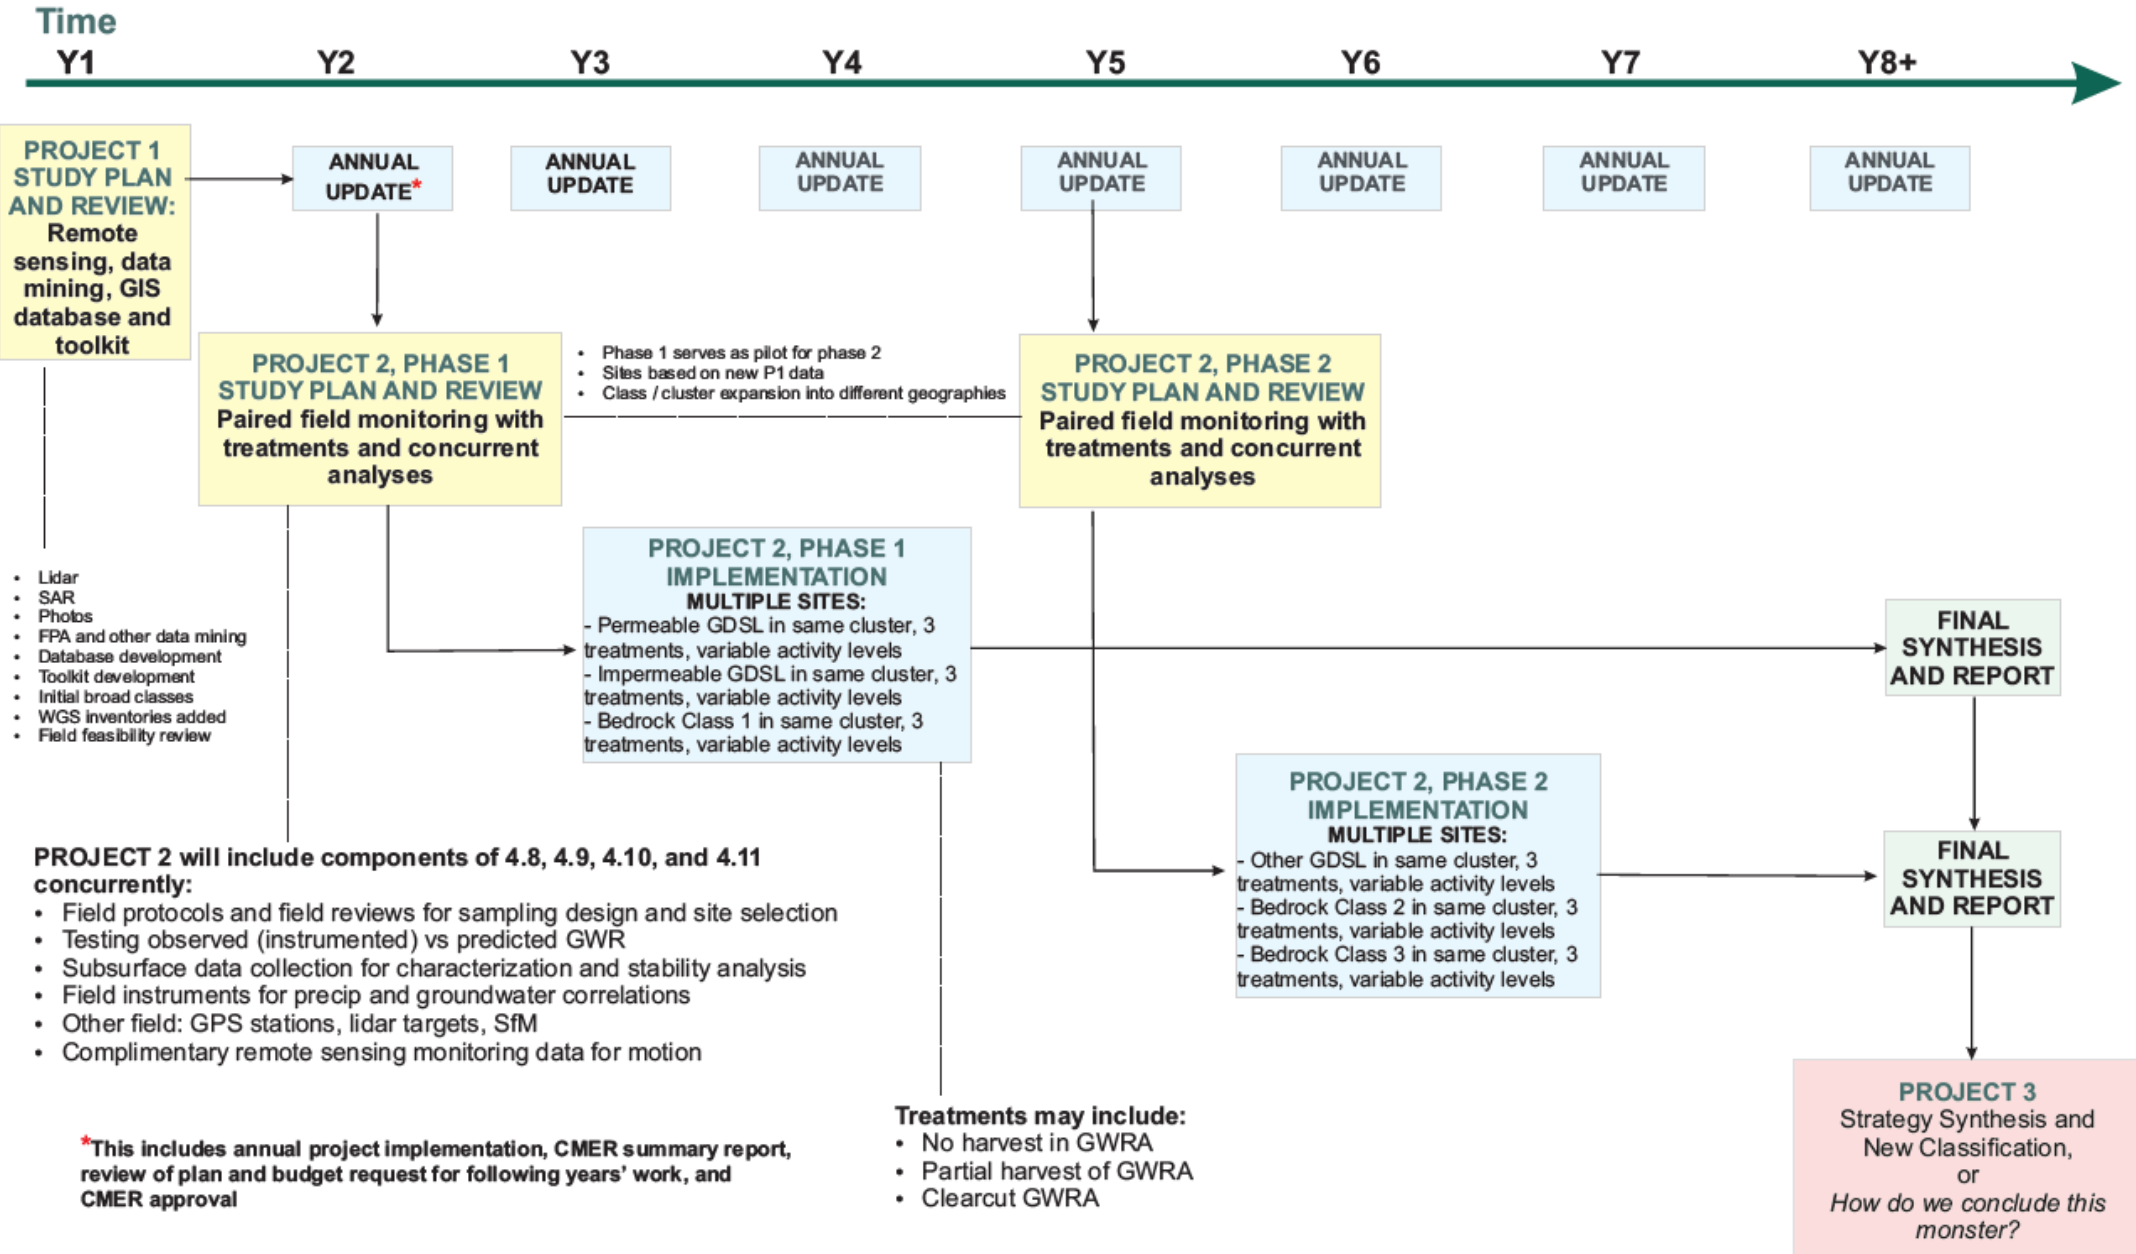 Time
Y1 Y2 Y3 Y4 Y5 Y6 Y7 Y8+
PROJECT 1
STUDY PLAN
AND REVIEW:
Remote
sensing, data
mining, GIS
database and
toolkit
ANNUAL
UPDATE*
ANNUAL
UPDATE
ANNUAL
UPDATE
ANNUAL
UPDATE
ANNUAL
UPDATE
ANNUAL
UPDATE
ANNUAL
UPDATE
PROJECT 2, PHASE 1
STUDY PLAN AND REVIEW
Paired field monitoring with
treatments and concurrent
analyses
• Phase 1 serves as pilot for phase 2
• Sites based on new P1 data
• Class / cluster expansion into different geographies
PROJECT 2, PHASE 2
STUDY PLAN AND REVIEW
Paired field monitoring with
treatments and concurrent
analyses
• Lidar
• SAR
• Photos
• FPA and other data mining
• Database development
• Toolkit development
• Initial broad classes
• WGS inventories added
• Field feasibility review
PROJECT 2, PHASE 1
IMPLEMENTATION
MULTIPLE SITES:
- Permeable GDSL in same cluster, 3
treatments, variable activity levels
- Impermeable GDSL in same cluster, 3
treatments, variable activity levels
- Bedrock Class 1 in same cluster, 3
treatments, variable activity levels
FINAL
SYNTHESIS
AND REPORT
PROJECT 2, PHASE 2
IMPLEMENTATION
MULTIPLE SITES:
- Other GDSL in same cluster, 3
treatments, variable activity levels
- Bedrock Class 2 in same cluster, 3
treatments, variable activity levels
- Bedrock Class 3 in same cluster, 3
treatments, variable activity levels
FINAL
SYNTHESIS
AND REPORT
PROJECT 2 will include components of 4.8, 4.9, 4.10, and 4.11
concurrently:
• Field protocols and field reviews for sampling design and site selection
• Testing observed (instrumented) vs predicted GWR
• Subsurface data collection for characterization and stability analysis
• Field instruments for precip and groundwater correlations
• Other field: GPS stations, lidar targets, SfM
• Complimentary remote sensing monitoring data for motion
*This includes annual project implementation, CMER summary report,
review of plan and budget request for following years' work, and
CMER approval
Treatments may include:
• No harvest in GWRA
• Partial harvest of GWRA
• Clearcut GWRA
PROJECT 3
Strategy Synthesis and
New Classification,
or
How do we conclude this
monster?